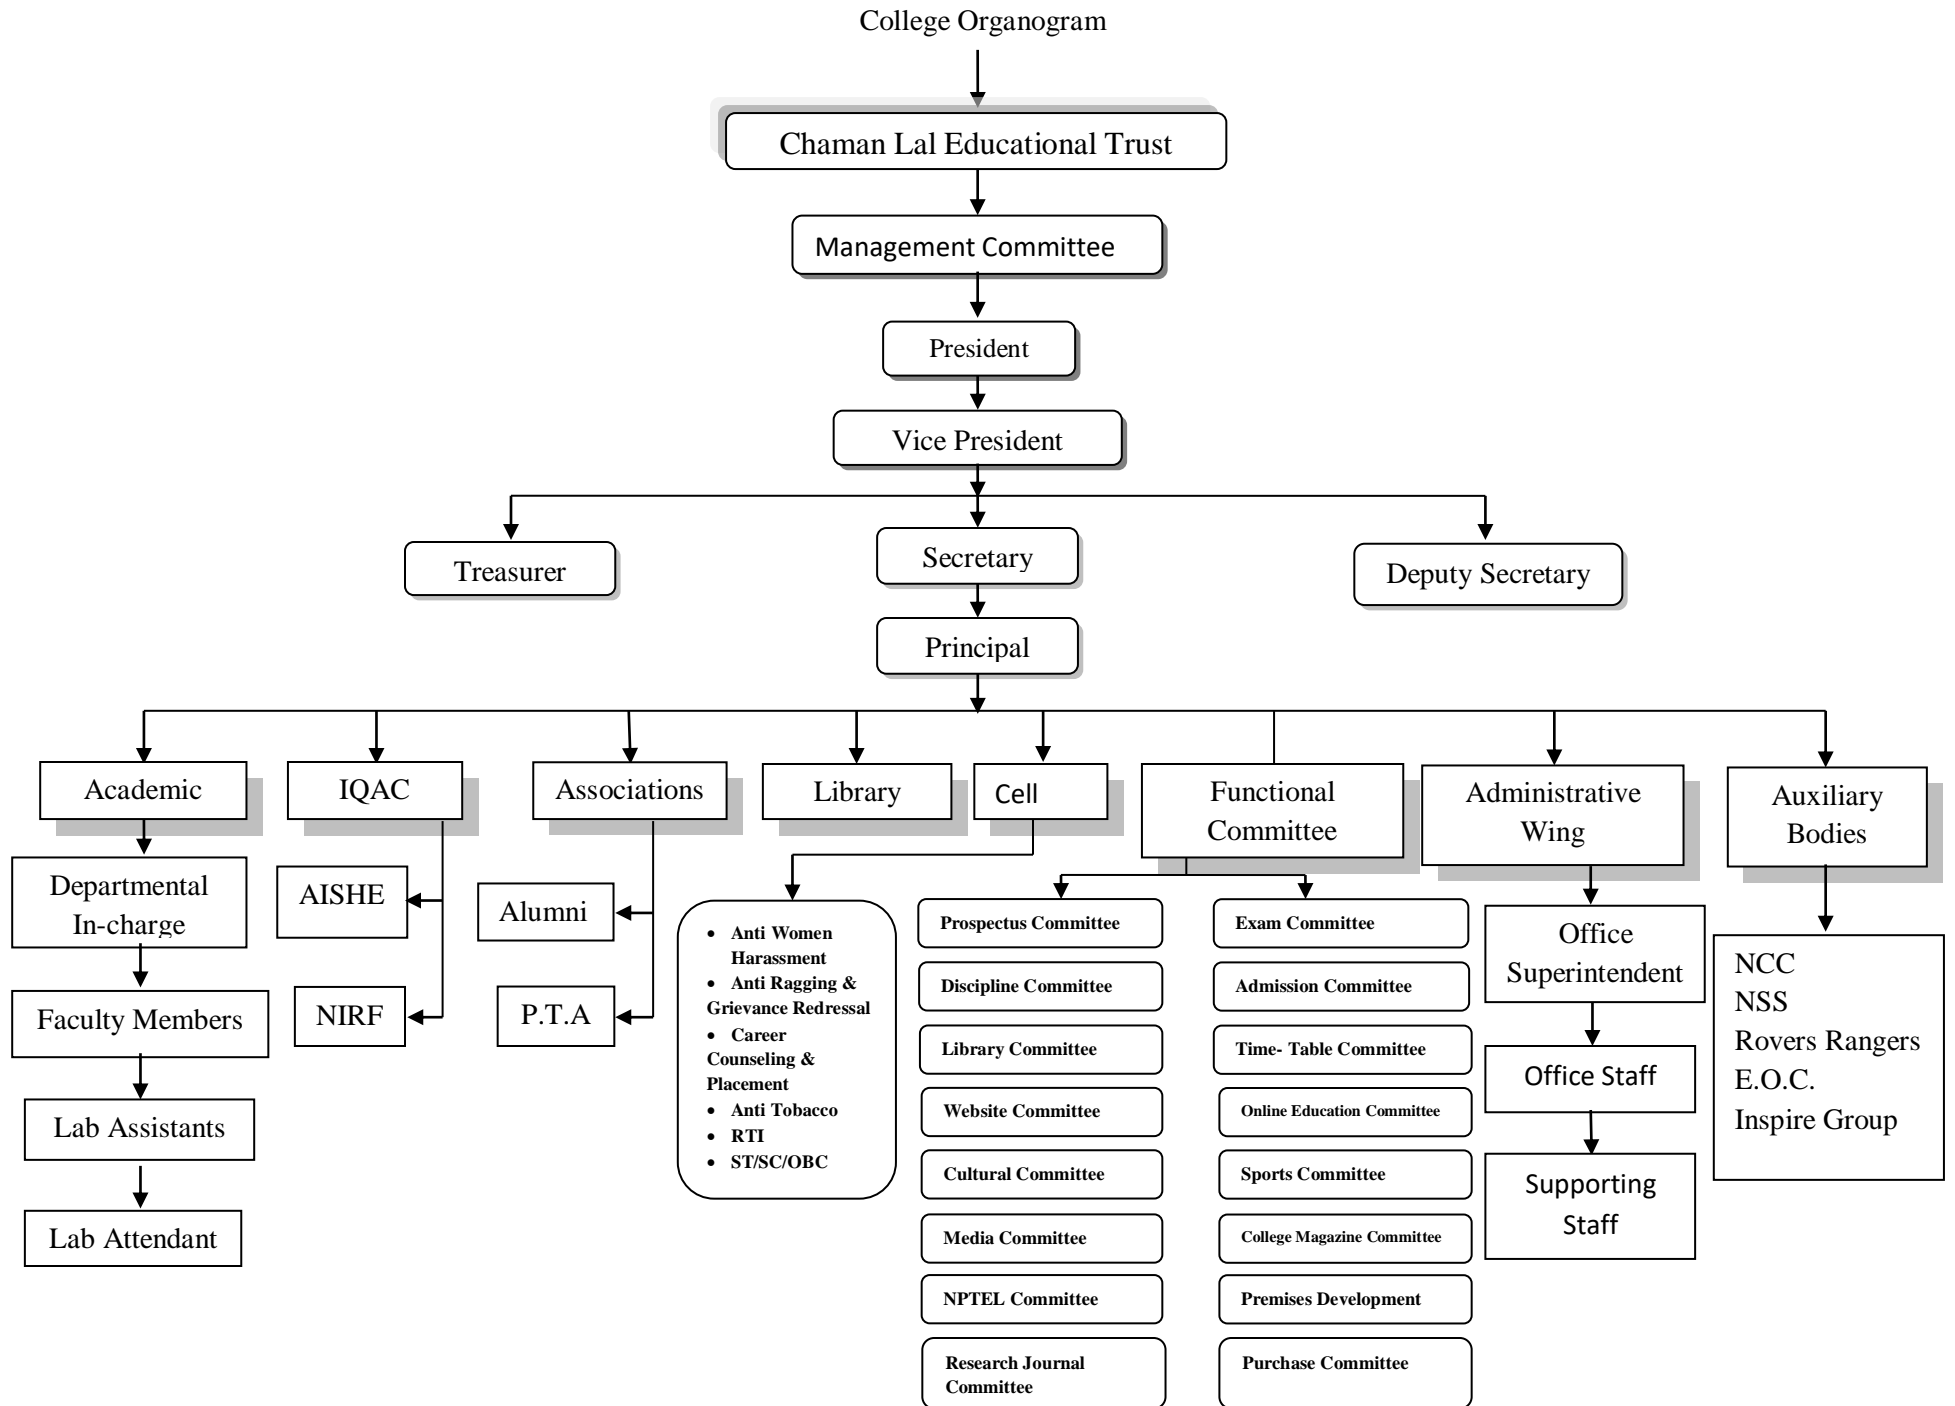 College Organogram
Chaman Lal Educational Trust
Management Committee
President
Vice President
Treasurer
Secretary
Deputy Secretary
Principal
Academic
IQAC
Associations
Library
Cell
Functional
Committee
Administrative
Wing
Auxiliary
Bodies
Departmental
In-charge
Faculty Members
Lab Assistants
Lab Attendant
AISHE
NIRF
Alumni
P.T.A
• Anti Women
Harassment
• Anti Ragging &
Grievance Redressal
• Career
Counseling &
Placement
• Anti Tobacco
• RTI
• ST/SC/OBC
Prospectus Committee
Discipline Committee
Library Committee
Website Committee
Cultural Committee
Media Committee
NPTEL Committee
Research Journal
Committee
Exam Committee
Admission Committee
Time- Table Committee
Online Education Committee
Sports Committee
College Magazine Committee
Premises Development
Purchase Committee
Office
Superintendent
Office Staff
Supporting
Staff
NCC
NSS
Rovers Rangers
E.O.C.
Inspire Group